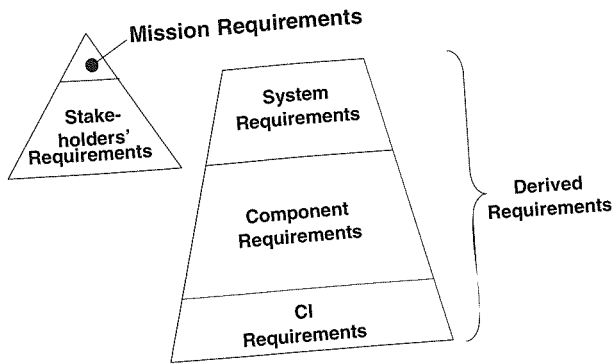 Mission Requirements
Stake-
holders'
Requirements
System
Requirements
Component
Requirements
CI
Requirements
Derived
Requirements